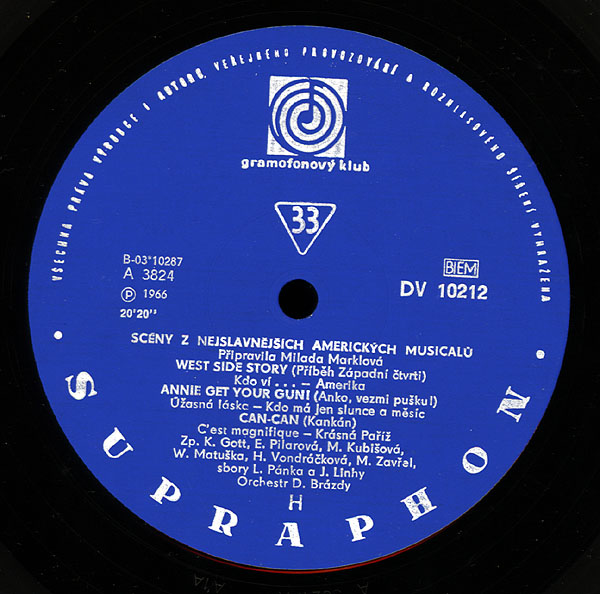 VŠECHNA PRÁVA VÝROBCE I AUTORŮ, VEŘEJNÉHO PROVOZOVÁNÍ A ROZHLASOVÉHO ŠÍŘENÍ VYHRAZENA
gramofonový klub
33
B-03*10287
A 3824
BIEM
DV 10212
Ⓟ 1966
20'20''
SCÉNY Z NEJSLAVNĚJŠÍCH AMERICKÝCH MUSICALŮ
Připravila Milada Marklová
WEST SIDE STORY (Příběh Západní čtvrti)
Kdo ví . . . – Amerika
ANNIE GET YOUR GUN! (Anko, vezmi pušku!)
Úžasná láska – Kdo má jen slunce a měsíc
CAN-CAN (Kankán)
C'est magnifique – Krásná Paříž
Zp. K. Gott, E. Pilarová, M. Kubišová,
W. Matuška, H. Vondráčková, M. Zavřel,
sbory L. Pánka a J. Linhy
Orchestr D. Brázdy
H
SUPRAPHON